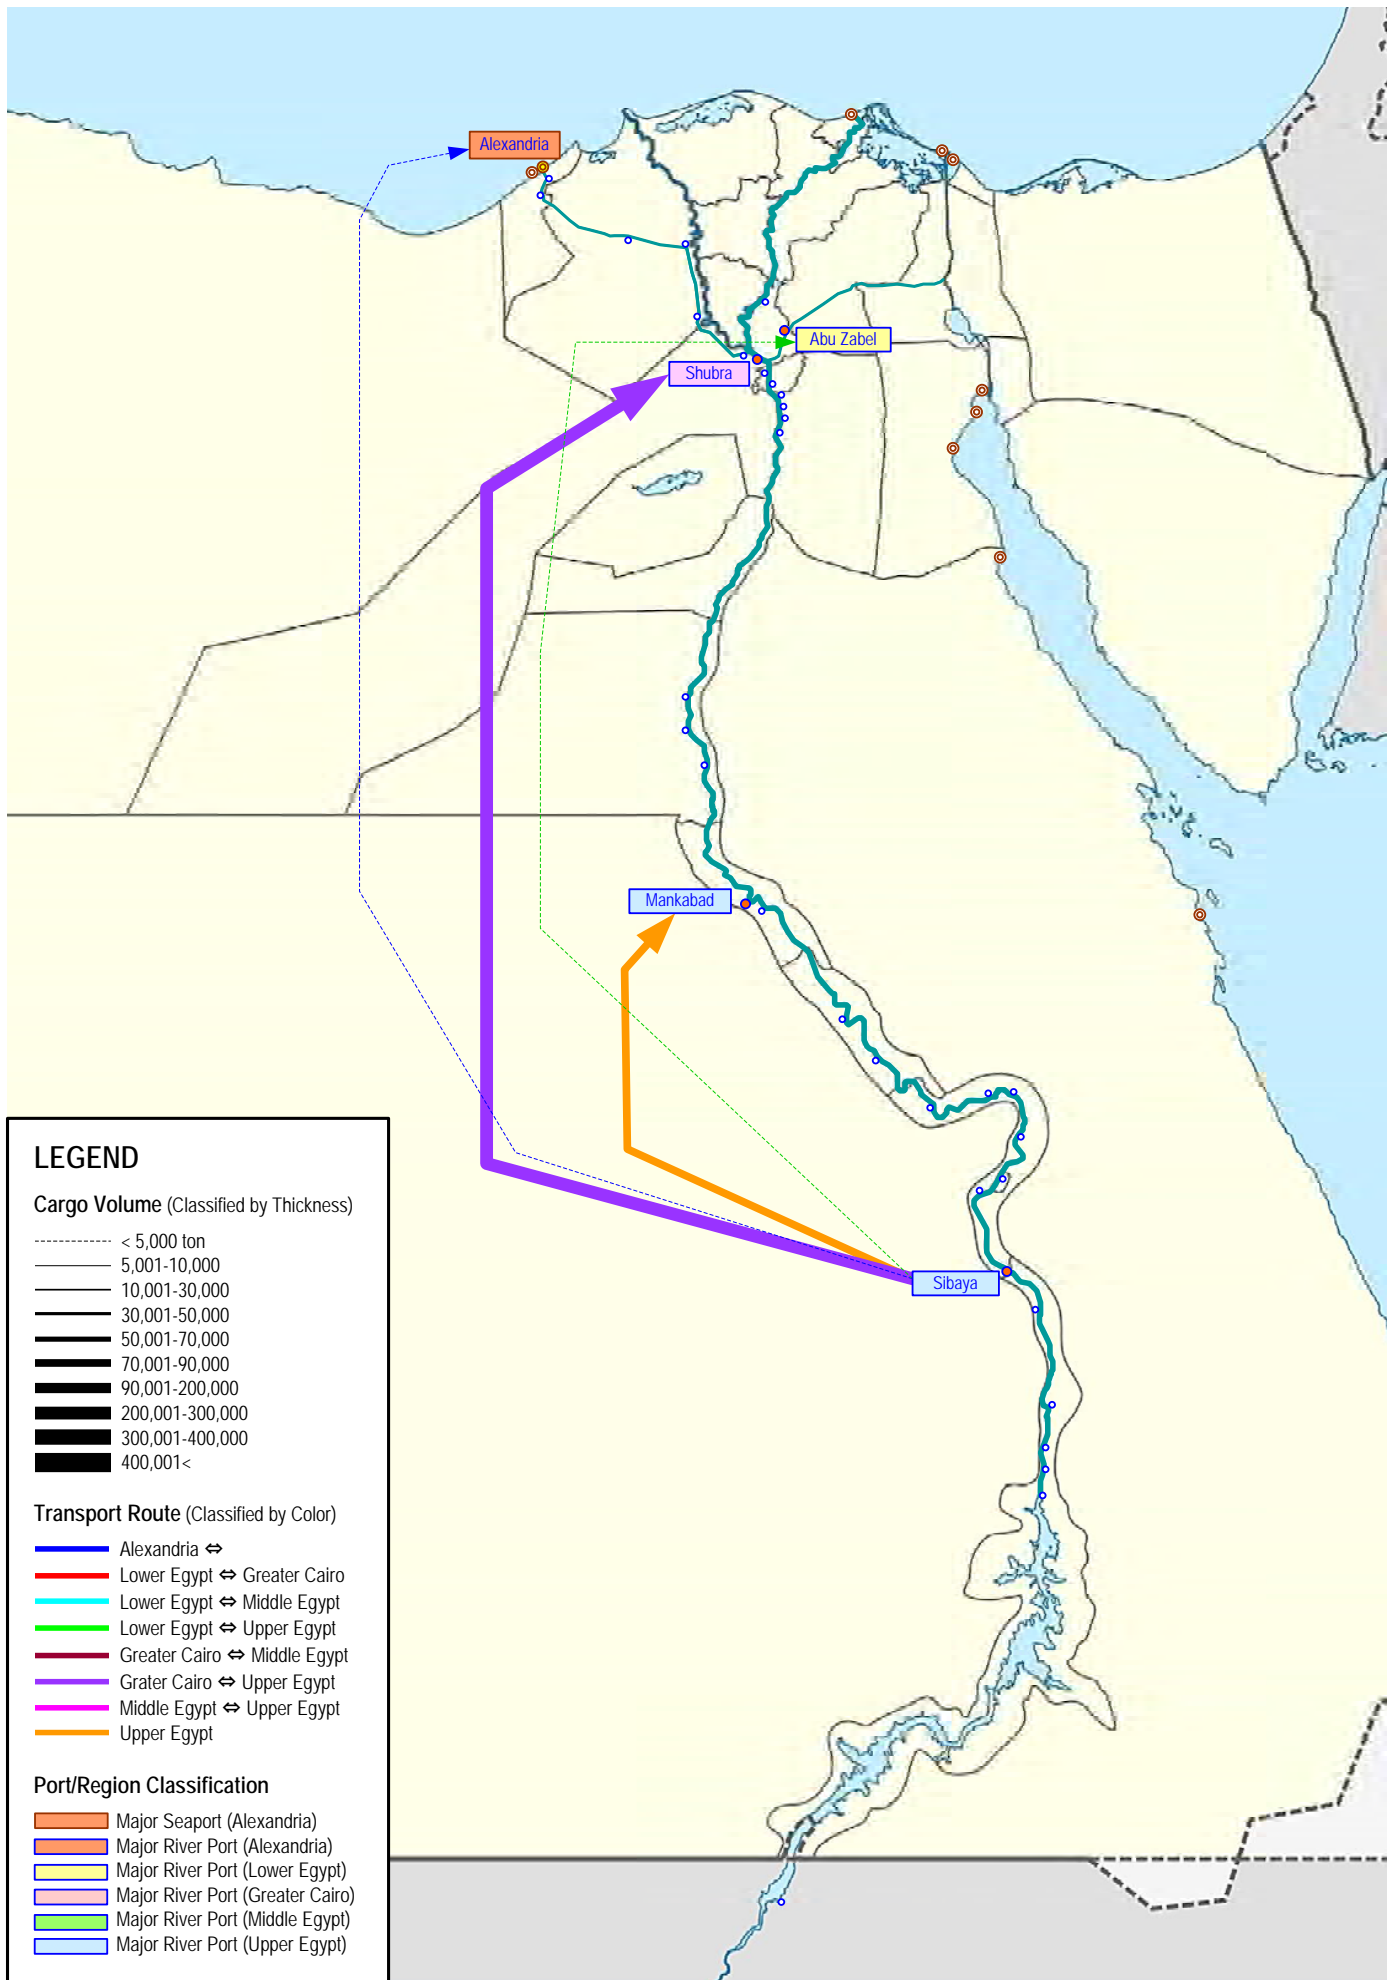 Alexandria
Abu Zabel
Shubra
Mankabad
Sibaya
LEGEND
Cargo Volume (Classified by Thickness)
< 5,000 ton
5,001-10,000
10,001-30,000
30,001-50,000
50,001-70,000
70,001-90,000
90,001-200,000
200,001-300,000
300,001-400,000
400,001<
Transport Route (Classified by Color)
Alexandria ⇔
Lower Egypt ⇔ Greater Cairo
Lower Egypt ⇔ Middle Egypt
Lower Egypt ⇔ Upper Egypt
Greater Cairo ⇔ Middle Egypt
Grater Cairo ⇔ Upper Egypt
Middle Egypt ⇔ Upper Egypt
Upper Egypt
Port/Region Classification
Major Seaport (Alexandria)
Major River Port (Alexandria)
Major River Port (Lower Egypt)
Major River Port (Greater Cairo)
Major River Port (Middle Egypt)
Major River Port (Upper Egypt)